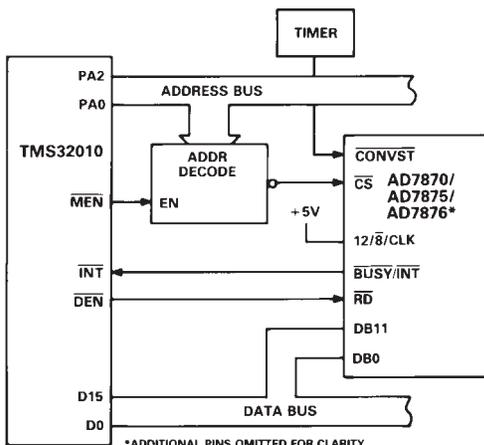 TIMER
PA2
ADDRESS BUS
PA0
TMS32010
ADDR
DECODE
CONVST
CS
AD7870/
AD7875/
AD7876*
MEN
EN
+5V
12/8/CLK
INT
BUSY/INT
DEN
RD
DB11
DB0
D15
DATA BUS
D0
*ADDITIONAL PINS OMITTED FOR CLARITY